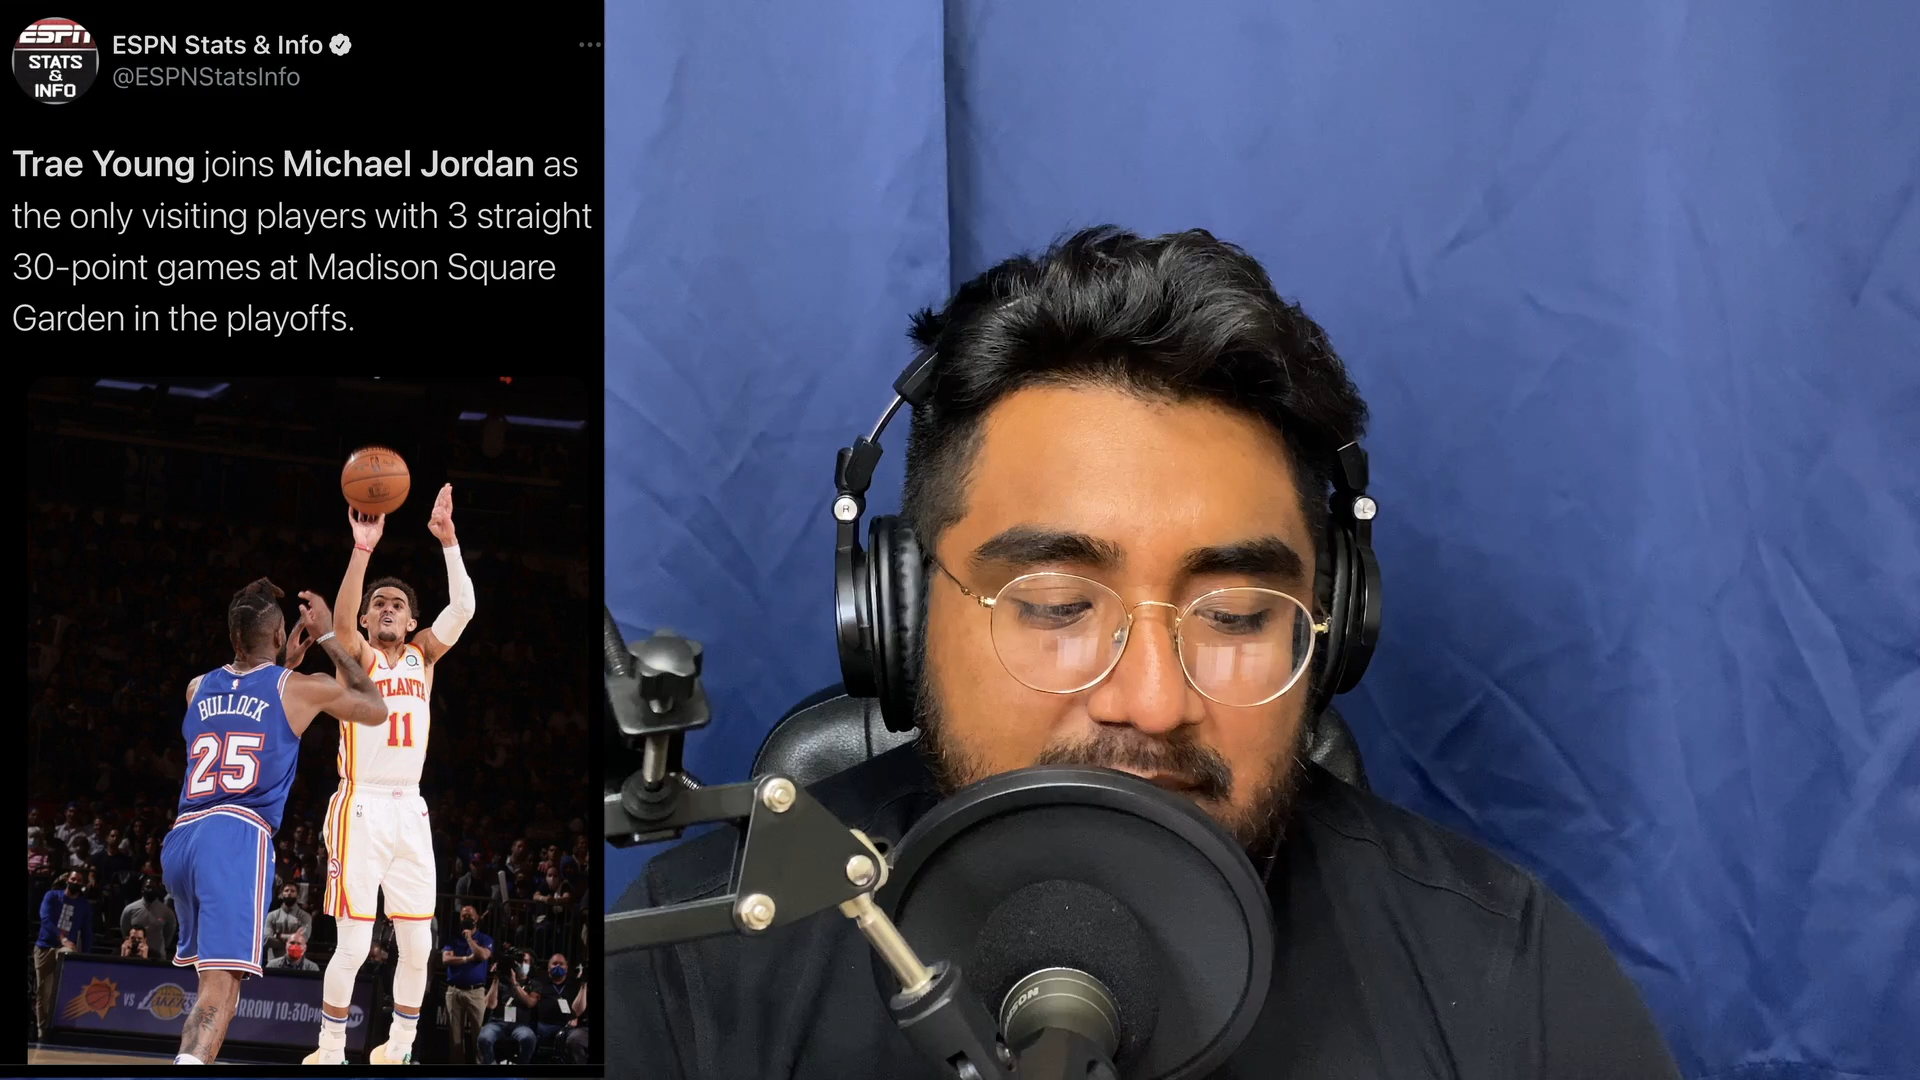 ESPN
STATS
&
INFO
ESPN Stats & Info
@ESPNStatsInfo
Trae Young joins Michael Jordan as
the only visiting players with 3 straight
30-point games at Madison Square
Garden in the playoffs.
ATLANTA
11
BULLOCK
25
VS LAKERS
10:30PM
R
L